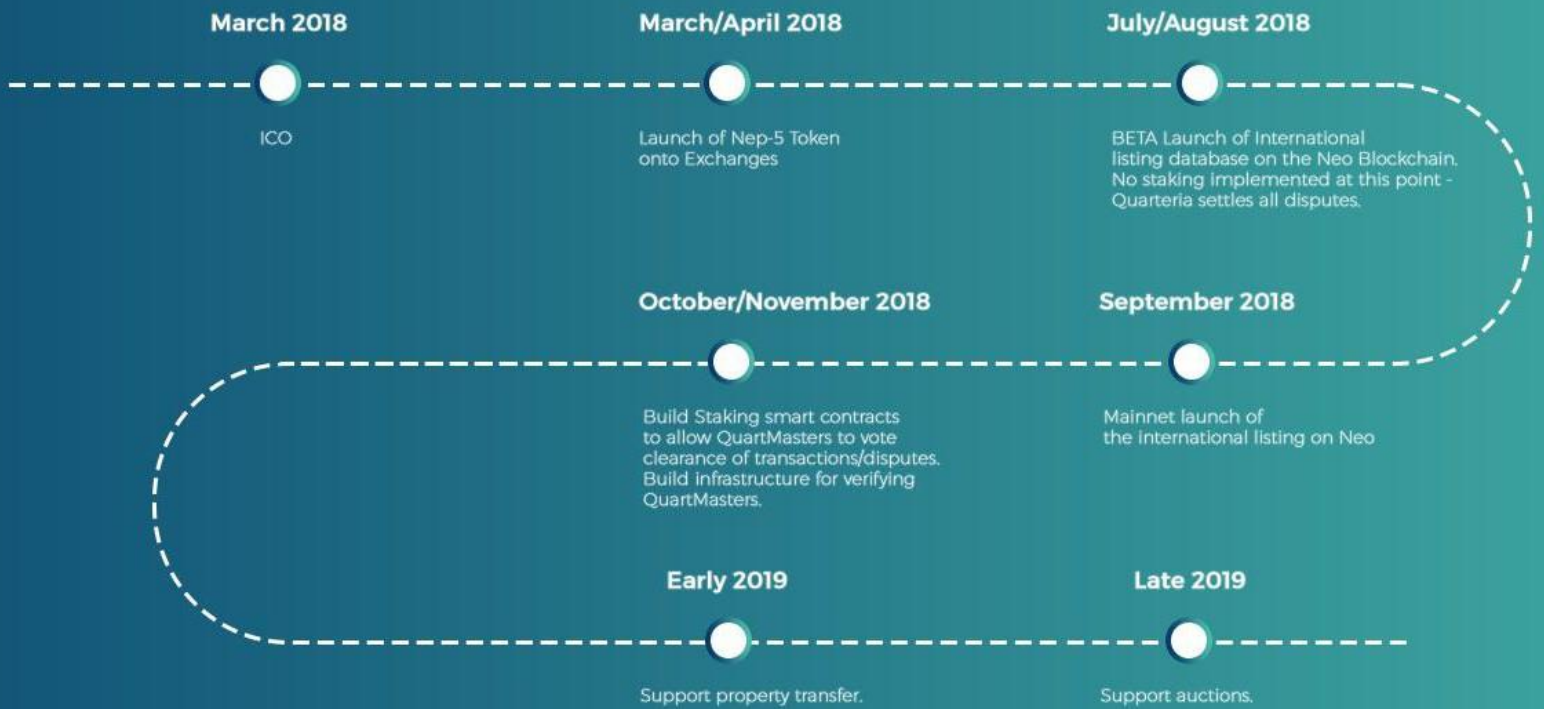 March 2018
ICO
March/April 2018
Launch of Nep-5 Token
onto Exchanges
July/August 2018
BETA Launch of International
listing database on the Neo Blockchain.
No staking implemented at this point -
Quarteria settles all disputes.
September 2018
Mainnet launch of
the international listing on Neo
October/November 2018
Build Staking smart contracts
to allow QuartMasters to vote
clearance of transactions/disputes.
Build infrastructure for verifying
QuartMasters.
Early 2019
Support property transfer.
Late 2019
Support auctions.